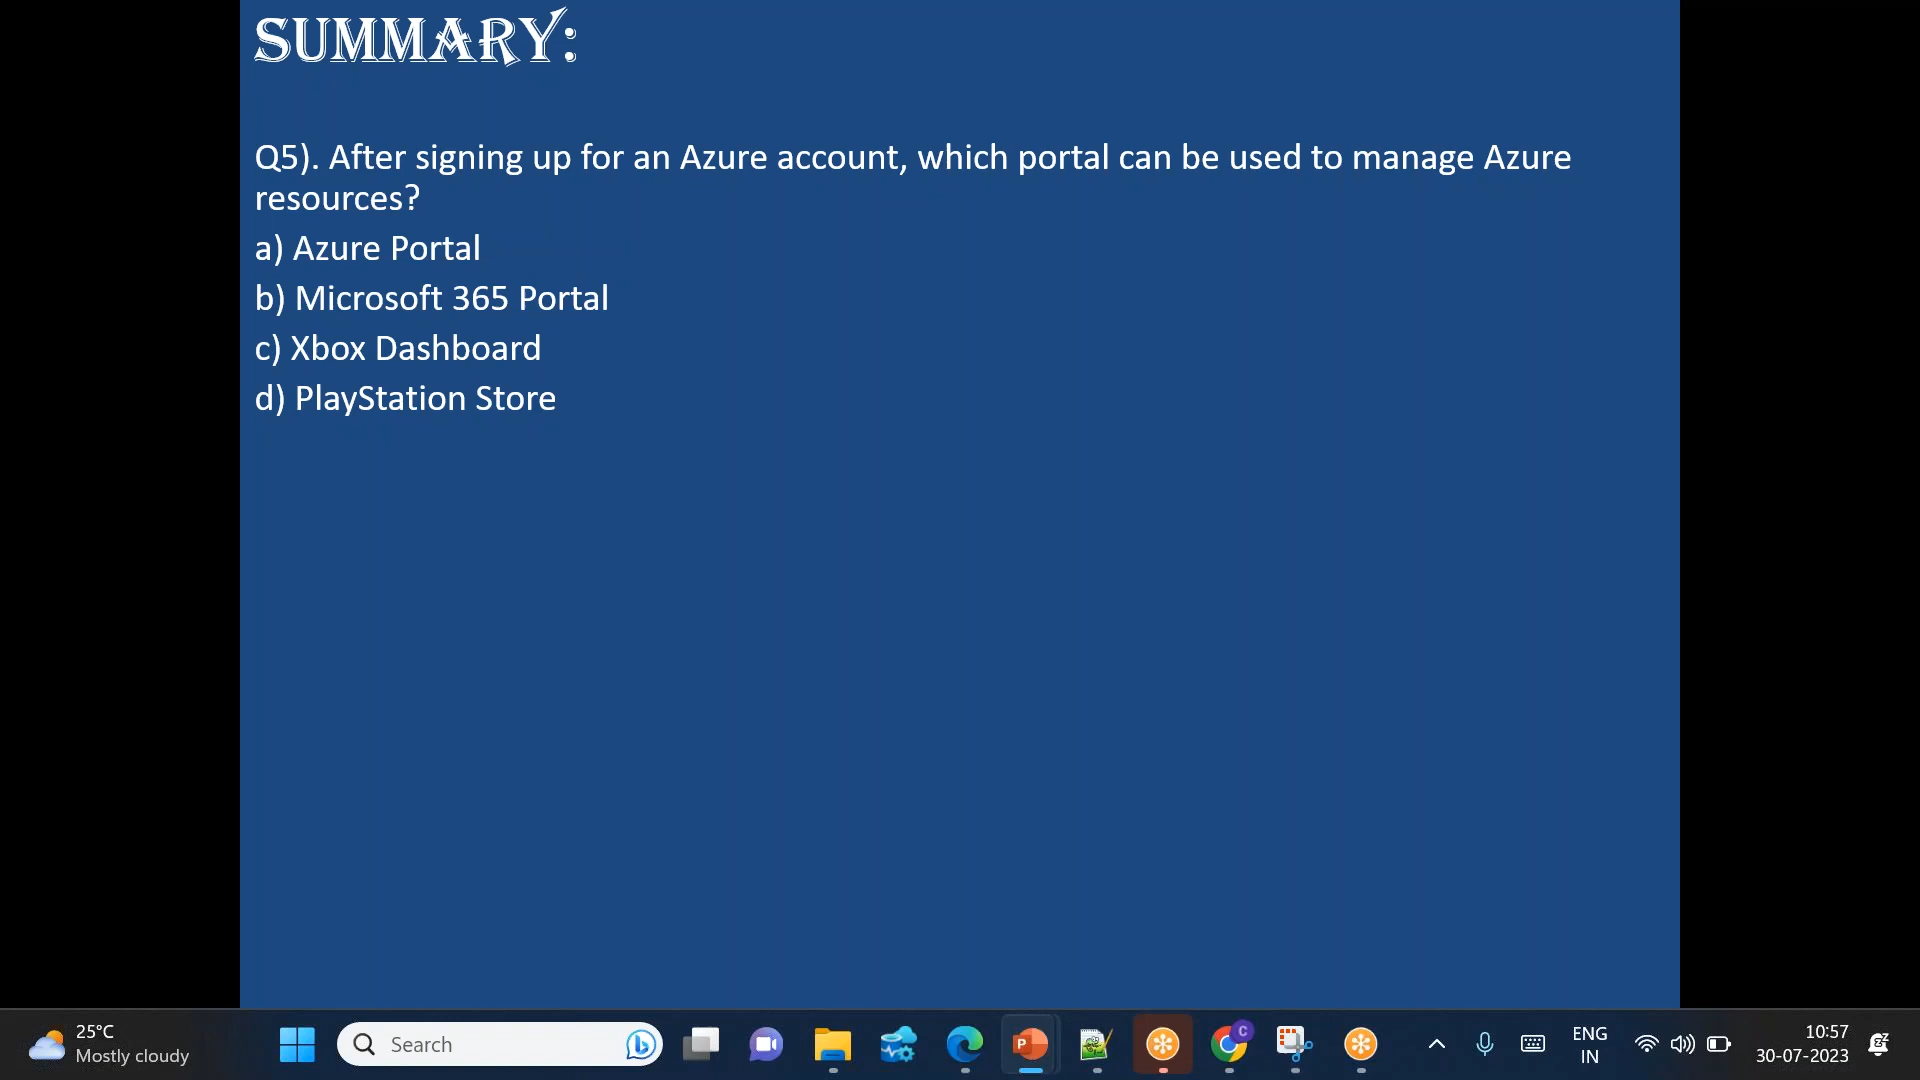 SUMMARY:
Q5). After signing up for an Azure account, which portal can be used to manage Azure
resources?
a) Azure Portal
b) Microsoft 365 Portal
c) Xbox Dashboard
d) PlayStation Store
25°C
Mostly cloudy
Search
P
C
ENG
IN
10:57
30-07-2023